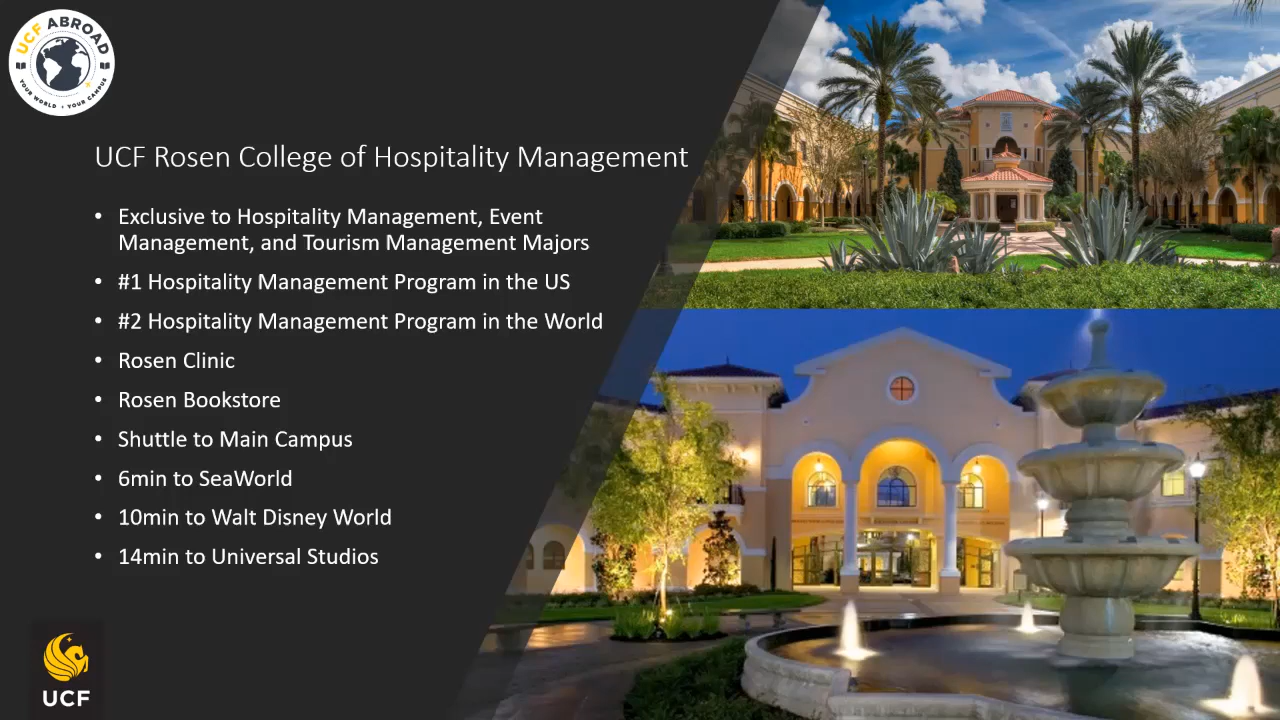 UCF ABROAD
YOUR WORLD • YOUR CAMPUS
UCF Rosen College of Hospitality Management
• Exclusive to Hospitality Management, Event
Management, and Tourism Management Majors
• #1 Hospitality Management Program in the US
• #2 Hospitality Management Program in the World
• Rosen Clinic
• Rosen Bookstore
• Shuttle to Main Campus
• 6min to SeaWorld
• 10min to Walt Disney World
• 14min to Universal Studios
UCF